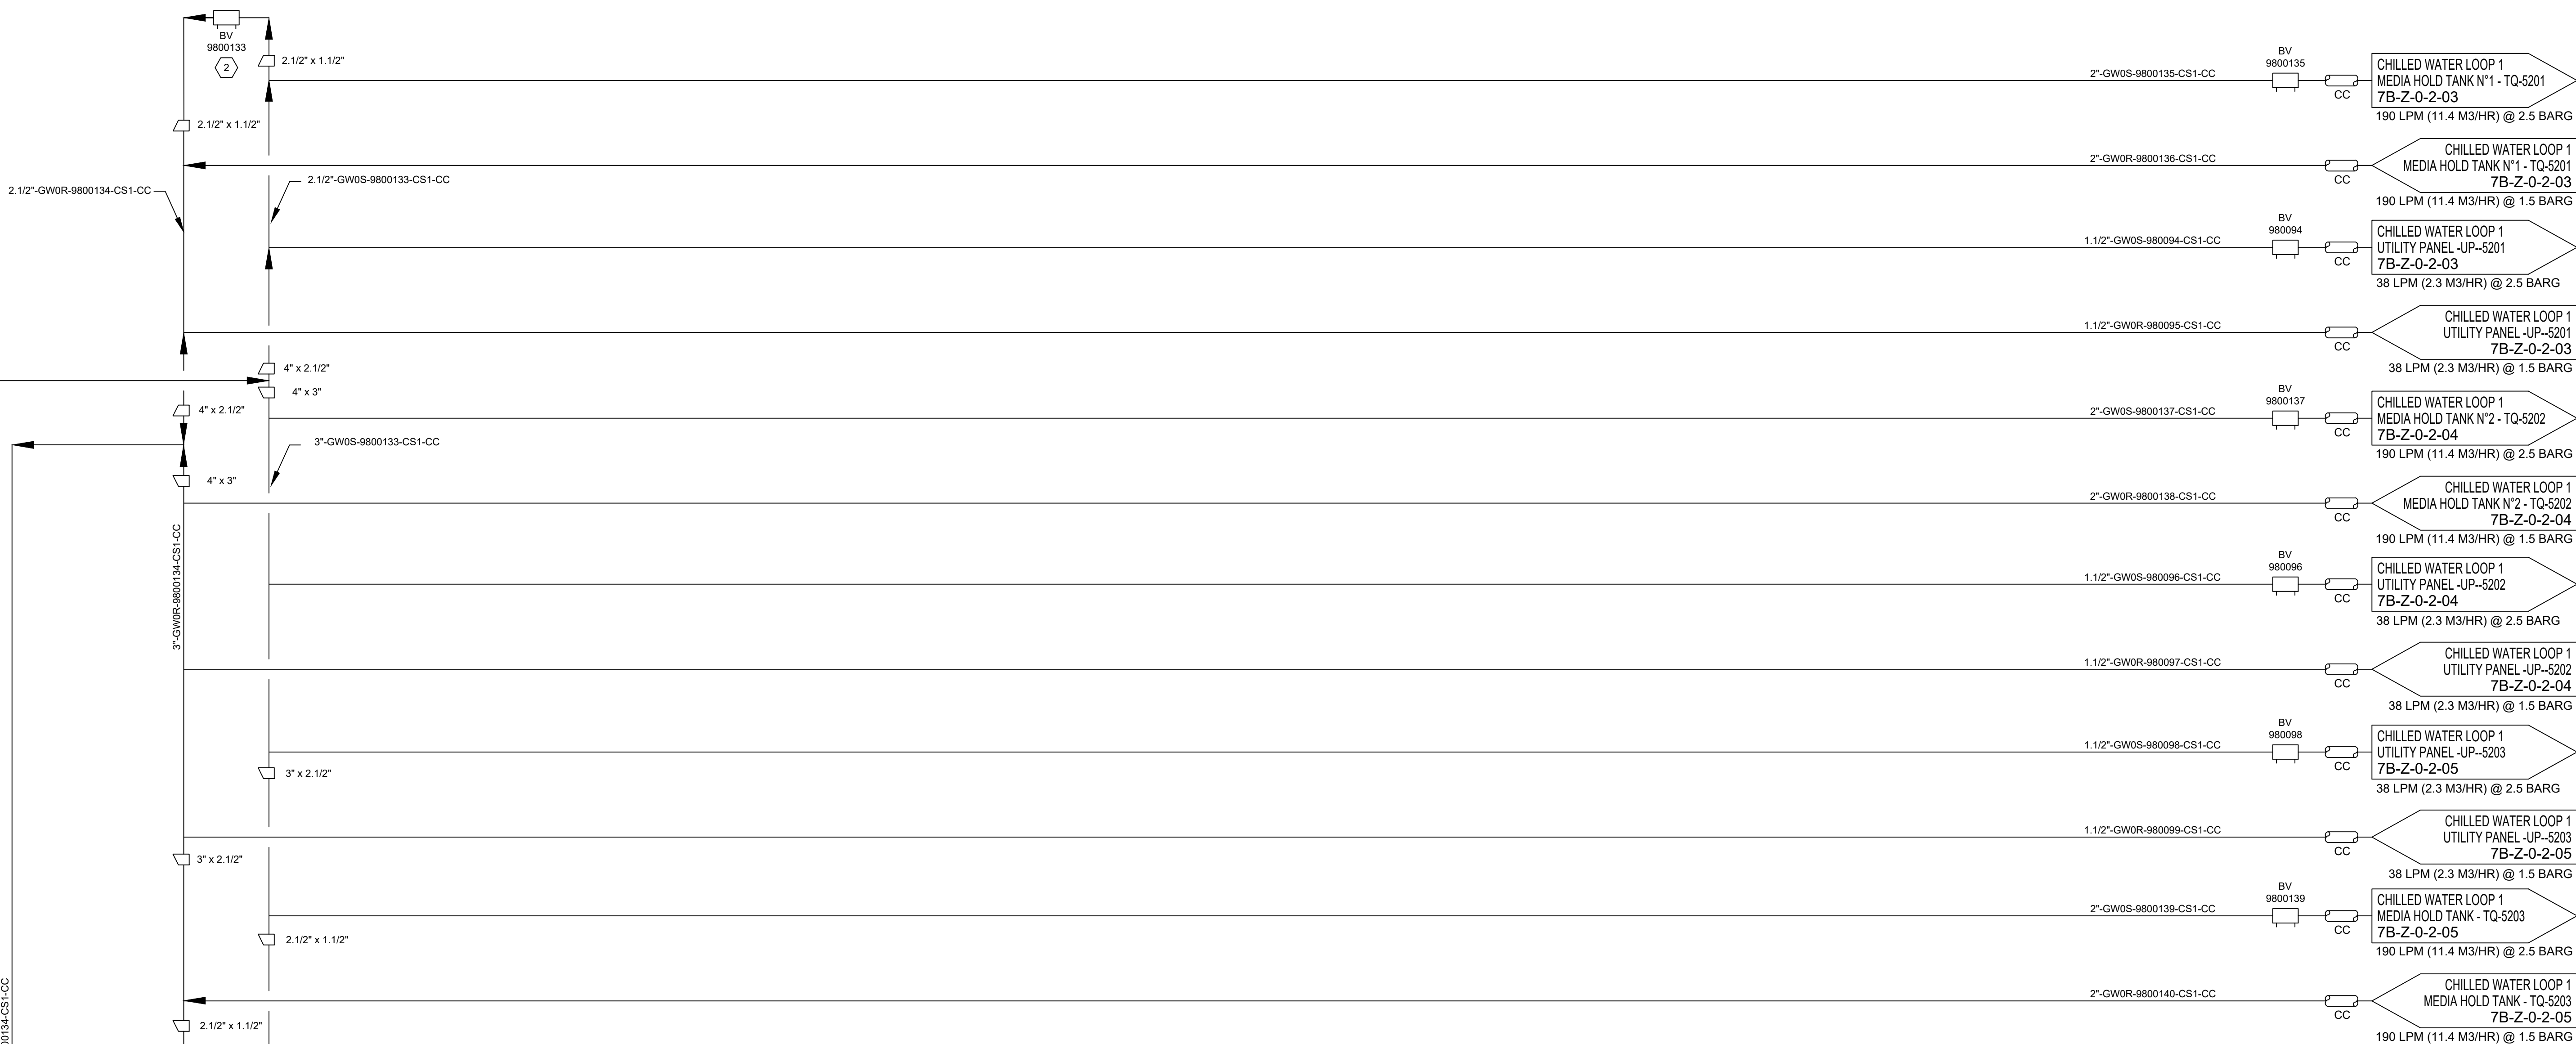 BV
9800133
2
2.1/2" x 1.1/2"
2"-GW0S-9800135-CS1-CC
BV
9800135
CC
CHILLED WATER LOOP 1
MEDIA HOLD TANK N°1 - TQ-5201
7B-Z-0-2-03
190 LPM (11.4 M3/HR) @ 2.5 BARG
2.1/2" x 1.1/2"
2"-GW0R-9800136-CS1-CC
CC
CHILLED WATER LOOP 1
MEDIA HOLD TANK N°1 - TQ-5201
7B-Z-0-2-03
190 LPM (11.4 M3/HR) @ 1.5 BARG
2.1/2"-GW0R-9800134-CS1-CC
2.1/2"-GW0S-9800133-CS1-CC
1.1/2"-GW0S-980094-CS1-CC
BV
980094
CC
CHILLED WATER LOOP 1
UTILITY PANEL -UP--5201
7B-Z-0-2-03
38 LPM (2.3 M3/HR) @ 2.5 BARG
1.1/2"-GW0R-980095-CS1-CC
CC
CHILLED WATER LOOP 1
UTILITY PANEL -UP--5201
7B-Z-0-2-03
38 LPM (2.3 M3/HR) @ 1.5 BARG
4" x 2.1/2"
4" x 3"
4" x 2.1/2"
2"-GW0S-9800137-CS1-CC
BV
9800137
CC
CHILLED WATER LOOP 1
MEDIA HOLD TANK N°2 - TQ-5202
7B-Z-0-2-04
190 LPM (11.4 M3/HR) @ 2.5 BARG
3"-GW0S-9800133-CS1-CC
4" x 3"
2"-GW0R-9800138-CS1-CC
CC
CHILLED WATER LOOP 1
MEDIA HOLD TANK N°2 - TQ-5202
7B-Z-0-2-04
190 LPM (11.4 M3/HR) @ 1.5 BARG
3"-GW0R-9800134-CS1-CC
1.1/2"-GW0S-980096-CS1-CC
BV
980096
CC
CHILLED WATER LOOP 1
UTILITY PANEL -UP--5202
7B-Z-0-2-04
38 LPM (2.3 M3/HR) @ 2.5 BARG
1.1/2"-GW0R-980097-CS1-CC
CC
CHILLED WATER LOOP 1
UTILITY PANEL -UP--5202
7B-Z-0-2-04
38 LPM (2.3 M3/HR) @ 1.5 BARG
1.1/2"-GW0S-980098-CS1-CC
BV
980098
CC
CHILLED WATER LOOP 1
UTILITY PANEL -UP--5203
7B-Z-0-2-05
38 LPM (2.3 M3/HR) @ 2.5 BARG
3" x 2.1/2"
1.1/2"-GW0R-980099-CS1-CC
CC
CHILLED WATER LOOP 1
UTILITY PANEL -UP--5203
7B-Z-0-2-05
38 LPM (2.3 M3/HR) @ 1.5 BARG
3" x 2.1/2"
2"-GW0S-9800139-CS1-CC
BV
9800139
CC
CHILLED WATER LOOP 1
MEDIA HOLD TANK - TQ-5203
7B-Z-0-2-05
190 LPM (11.4 M3/HR) @ 2.5 BARG
2.1/2" x 1.1/2"
2"-GW0R-9800140-CS1-CC
CC
CHILLED WATER LOOP 1
MEDIA HOLD TANK - TQ-5203
7B-Z-0-2-05
190 LPM (11.4 M3/HR) @ 1.5 BARG
2.1/2" x 1.1/2"
00134-CS1-CC